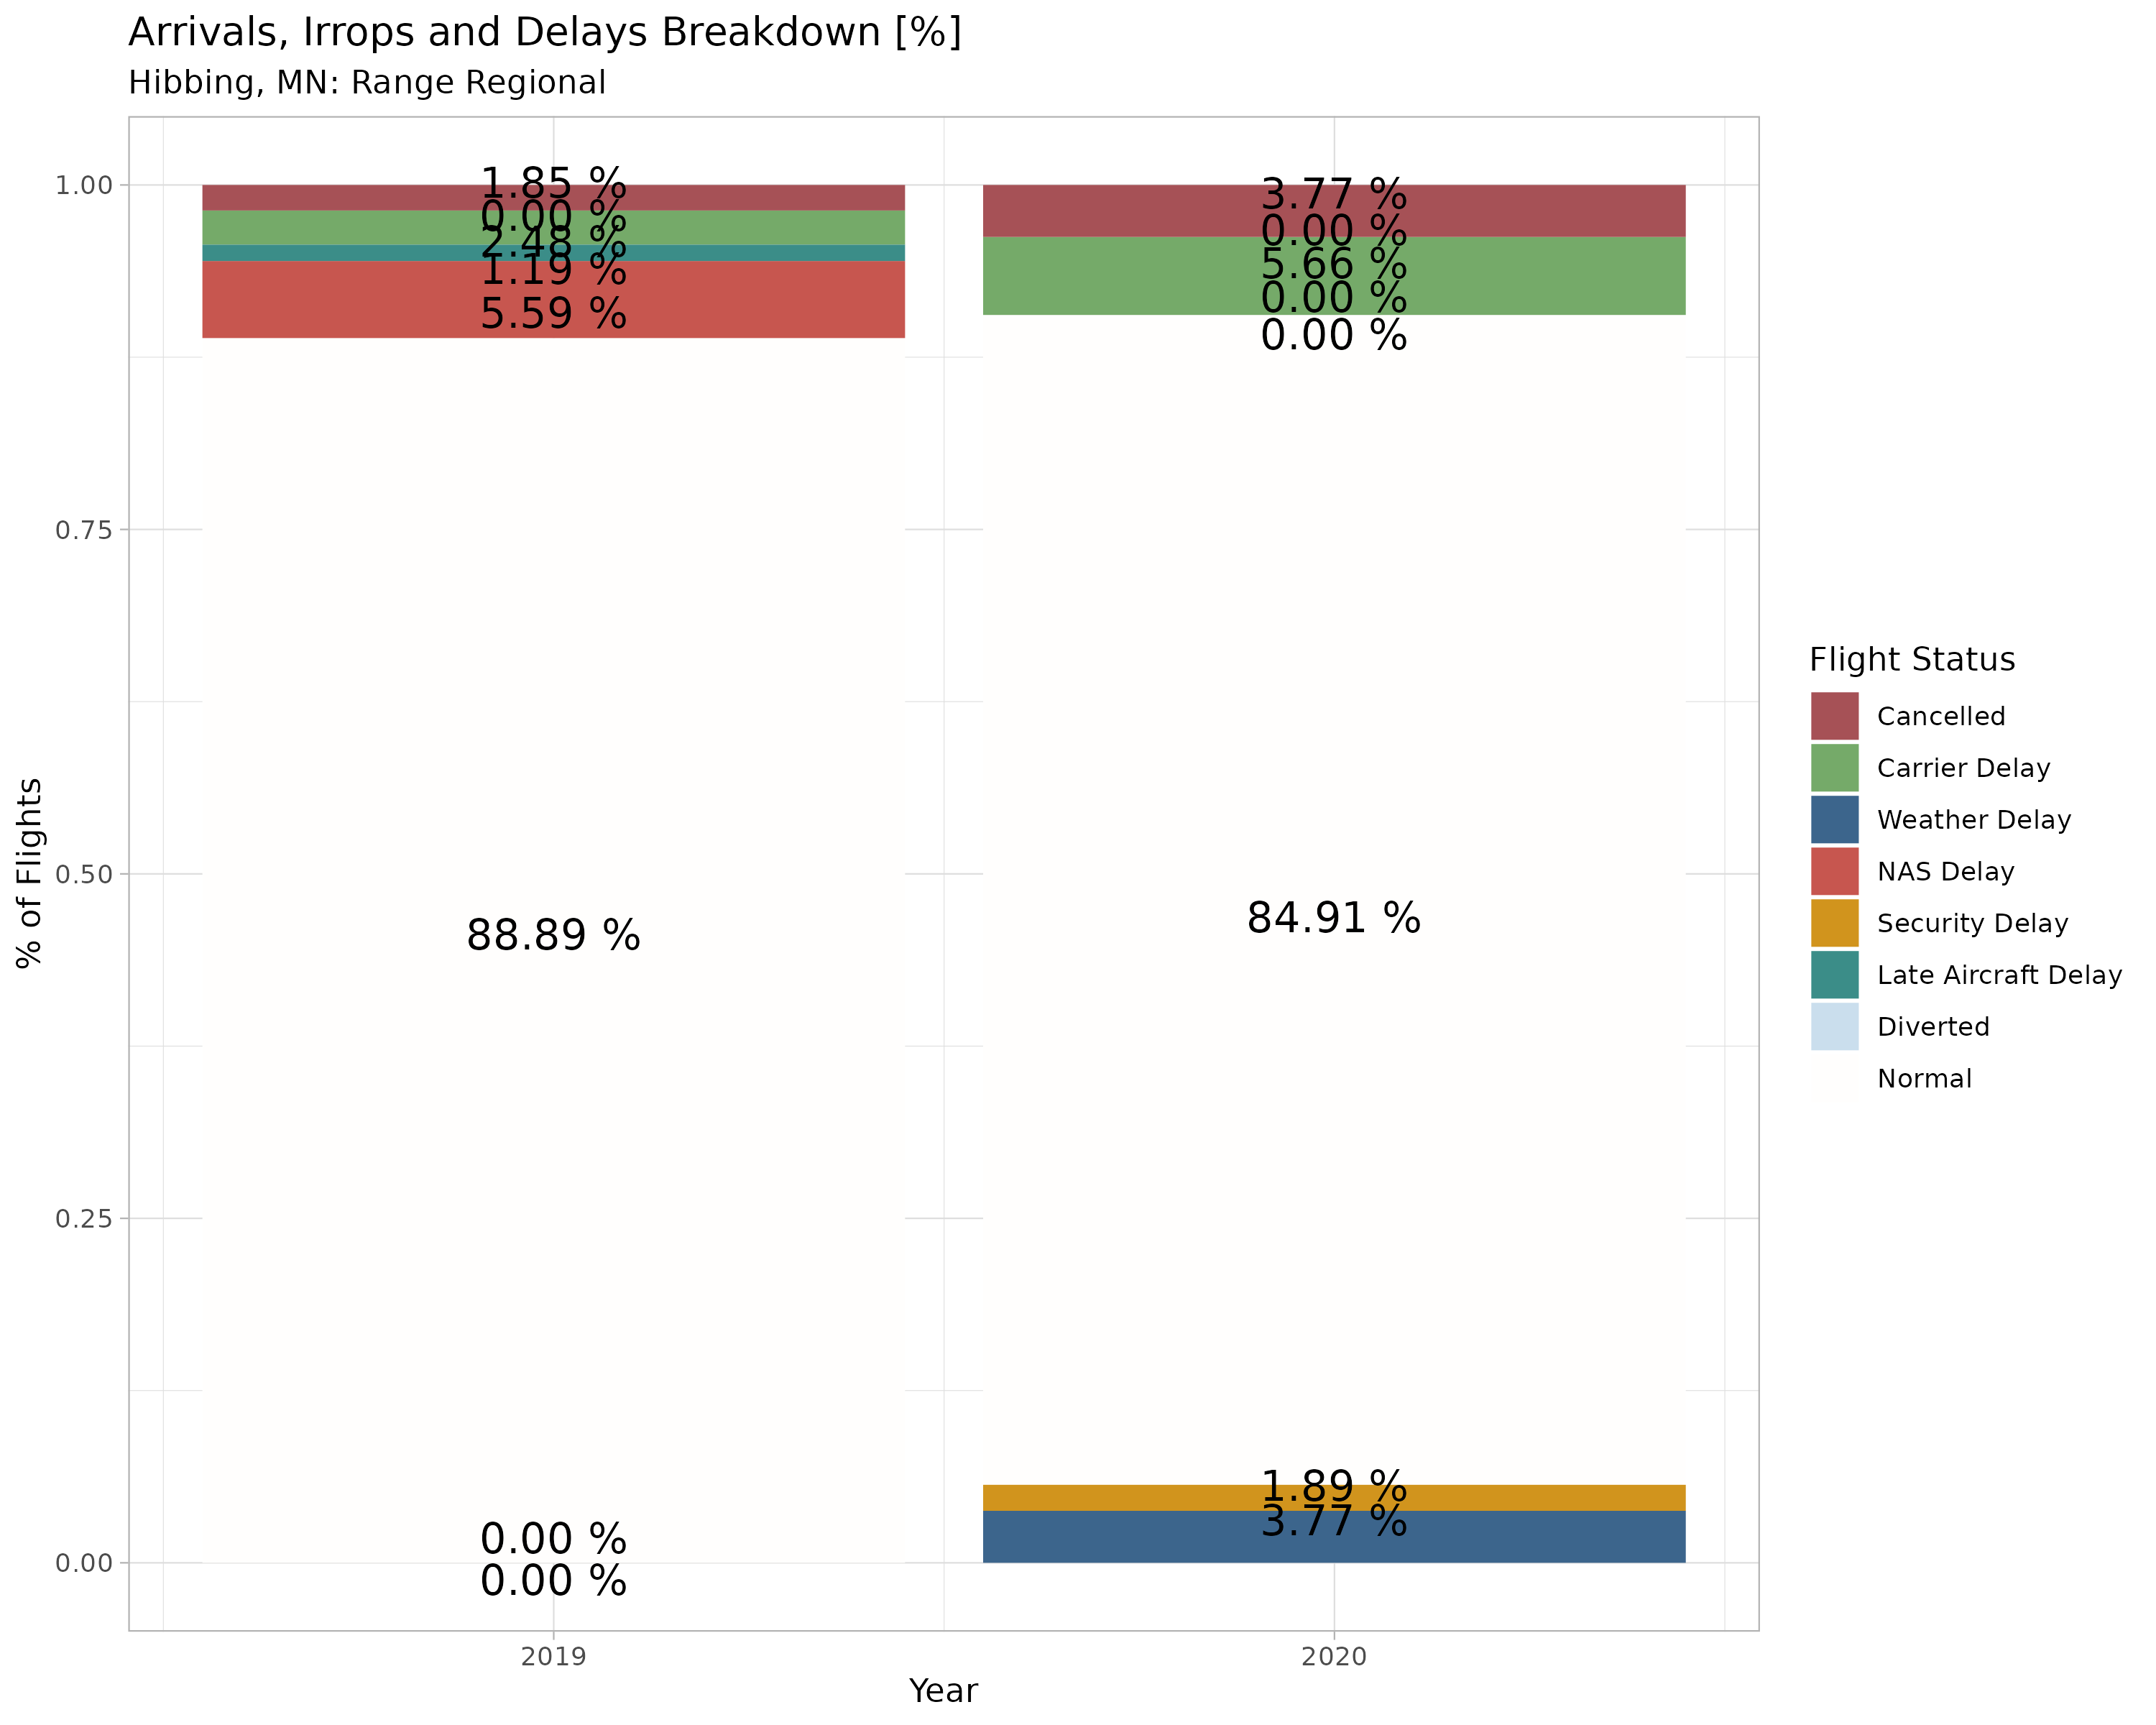 Arrivals, Irrops and Delays Breakdown [%]
Hibbing, MN: Range Regional
% of Flights
1.00
0.75
0.50
0.25
0.00
1.85 %
0.00 %
2.48 %
1.19 %
5.59 %
88.89 %
0.00 %
0.00 %
3.77 %
0.00 %
5.66 %
0.00 %
0.00 %
84.91 %
1.89 %
3.77 %
2019
2020
Year
Flight Status
Cancelled
Carrier Delay
Weather Delay
NAS Delay
Security Delay
Late Aircraft Delay
Diverted
Normal